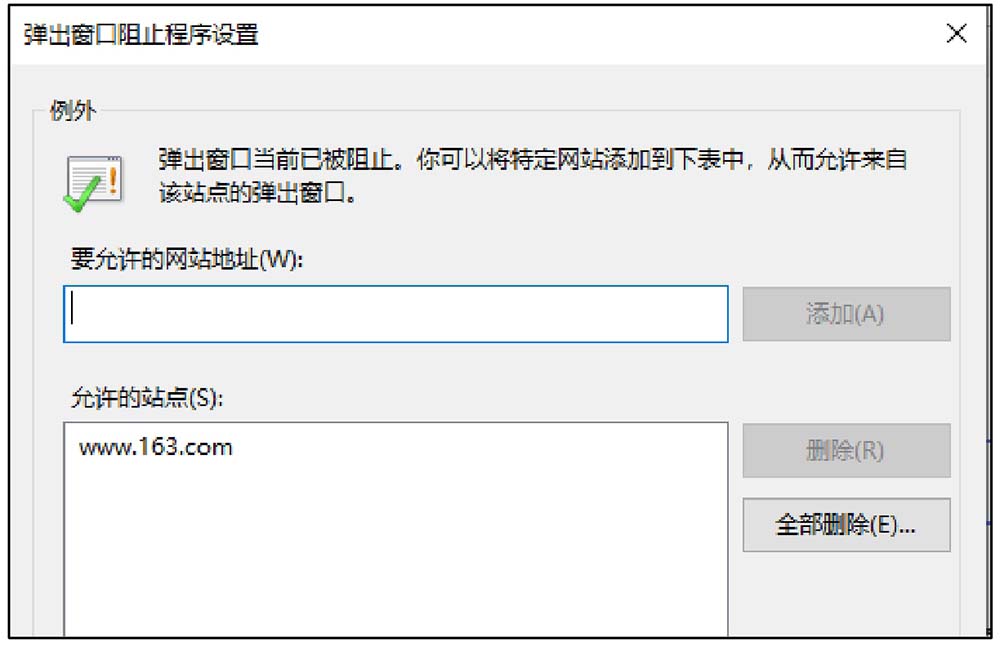 弹出窗口阻止程序设置
例外
弹出窗口当前已被阻止。你可以将特定网站添加到下表中，从而允许来自
该站点的弹出窗口。
要允许的网站地址(W):
添加(A)
允许的站点(S):
www.163.com
删除(R)
全部删除(E)...